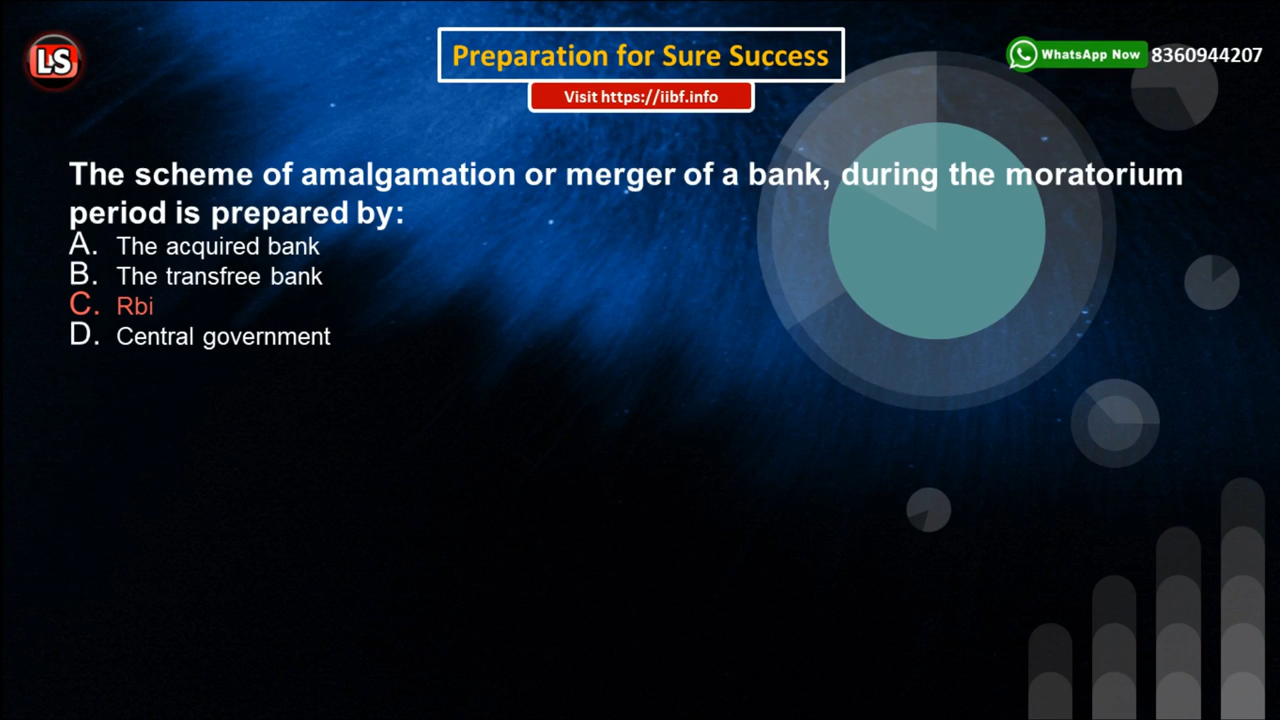 LS
Preparation for Sure Success
Visit https://iibf.info
WhatsApp Now 8360944207
The scheme of amalgamation or merger of a bank, during the moratorium
period is prepared by:
A. The acquired bank
B. The transfree bank
C. Rbi
D. Central government